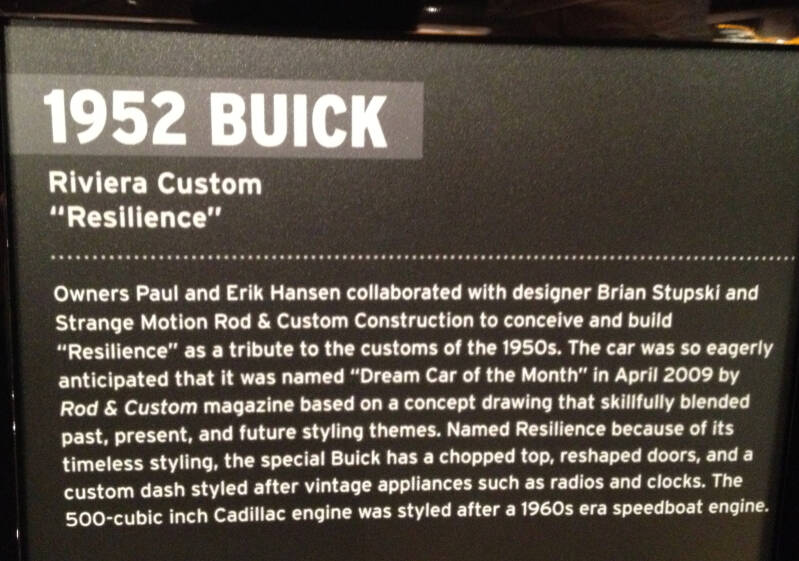 1952 BUICK
Riviera Custom
“Resilience”
Owners Paul and Erik Hansen collaborated with designer Brian Stupski and
Strange Motion Rod & Custom Construction to conceive and build
“Resilience” as a tribute to the customs of the 1950s. The car was so eagerly
anticipated that it was named “Dream Car of the Month” in April 2009 by
Rod & Custom magazine based on a concept drawing that skillfully blended
past, present, and future styling themes. Named Resilience because of its
timeless styling, the special Buick has a chopped top, reshaped doors, and a
custom dash styled after vintage appliances such as radios and clocks. The
500-cubic inch Cadillac engine was styled after a 1960s era speedboat engine.